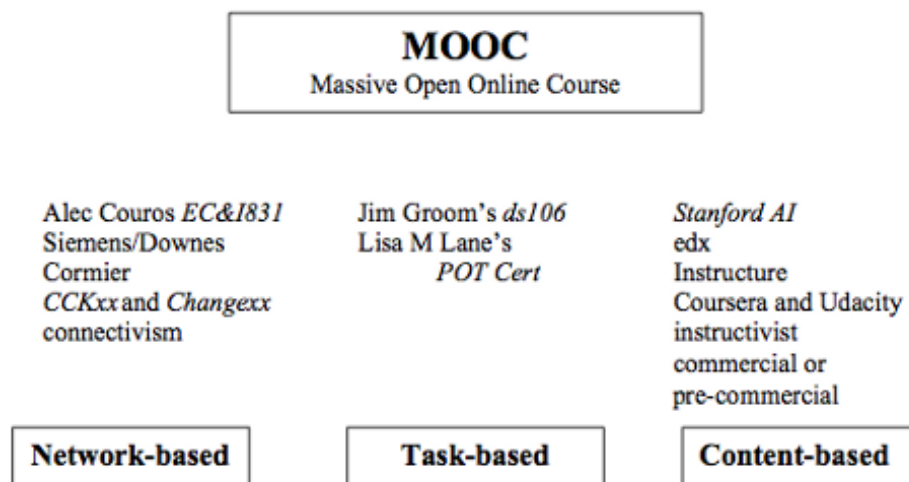 MOOC
Massive Open Online Course
Alec Couros EC&I831
Siemens/Downes
Cormier
CCKxx and Changexx
connectivism
Jim Groom's ds106
Lisa M Lane's
POT Cert
Stanford AI
edx
Instructure
Coursera and Udacity
instructivist
commercial or
pre-commercial
Network-based
Task-based
Content-based